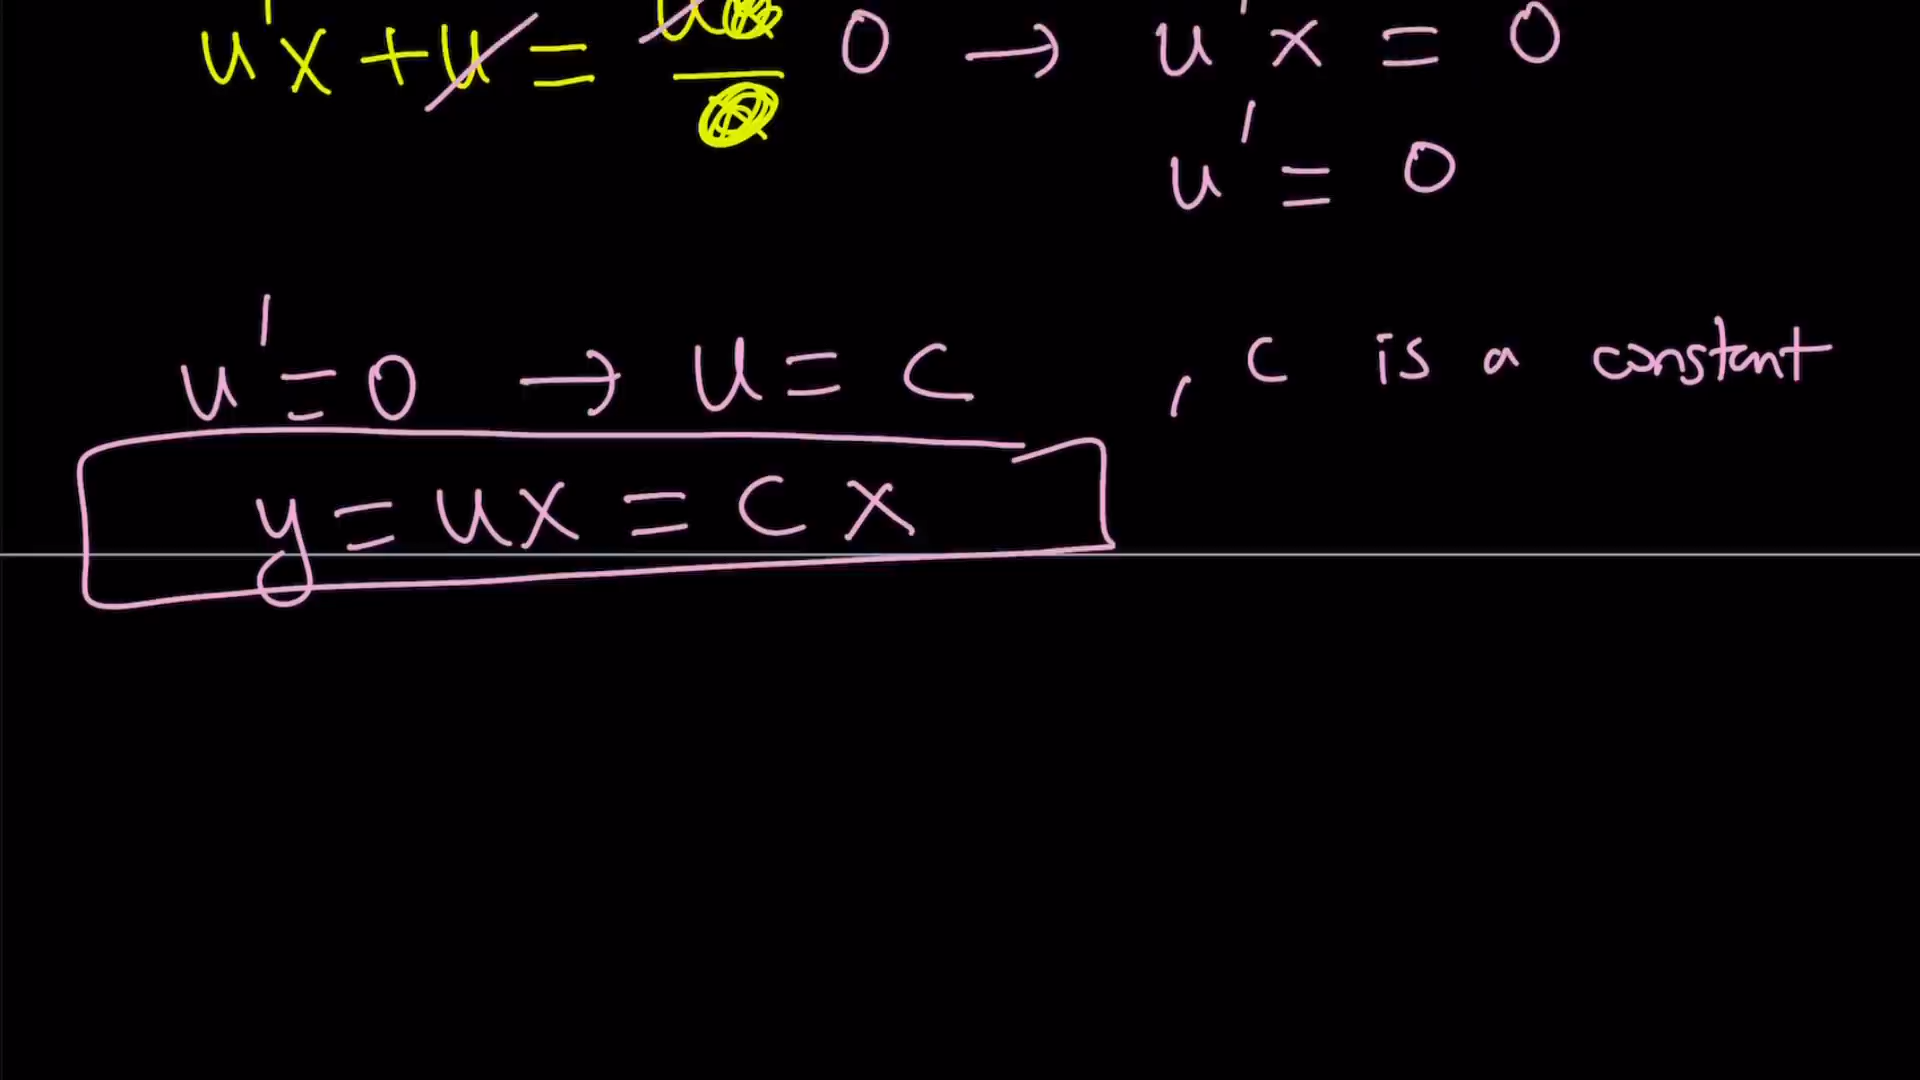 u'x + u = u 0 → u'x = 0
u' = 0
u' = 0 → u = c , c is a constant
y = ux = cx